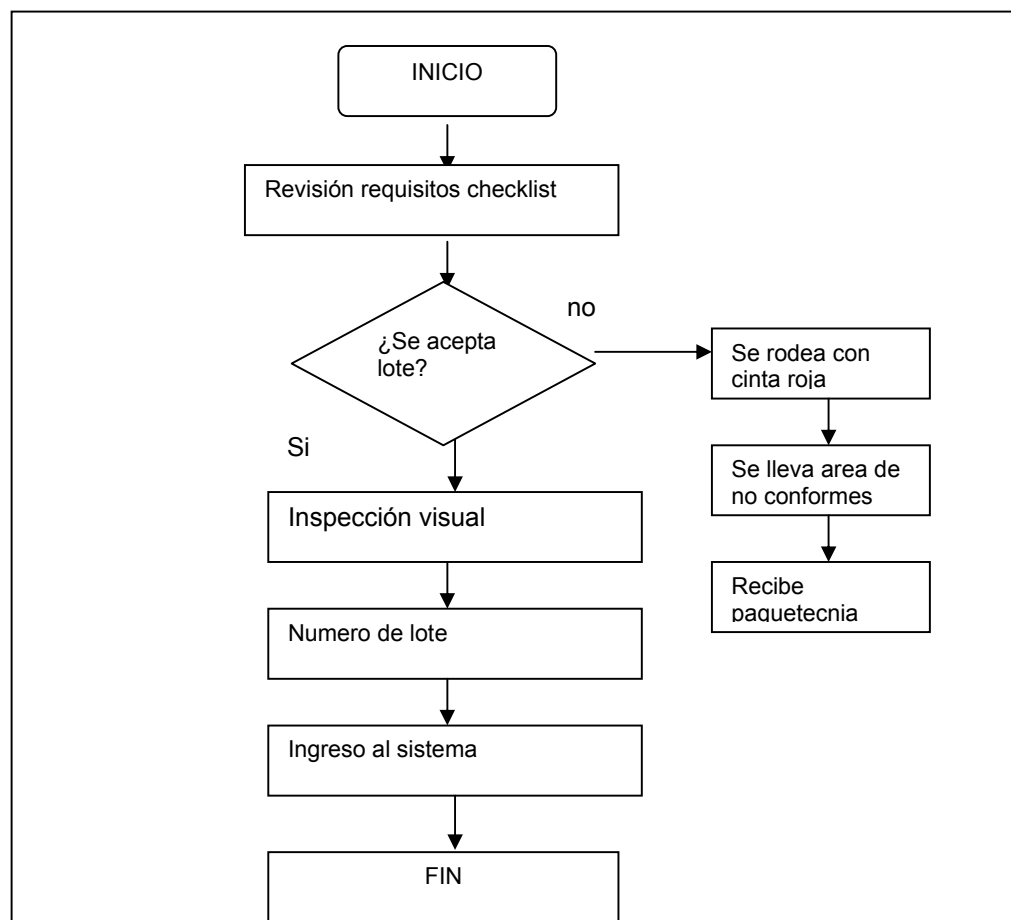 INICIO
Revisión requisitos checklist
¿Se acepta
lote?
no
Se rodea con
cinta roja
Si
Se lleva area de
no conformes
Inspección visual
Recibe
paquetecnia
Numero de lote
Ingreso al sistema
FIN